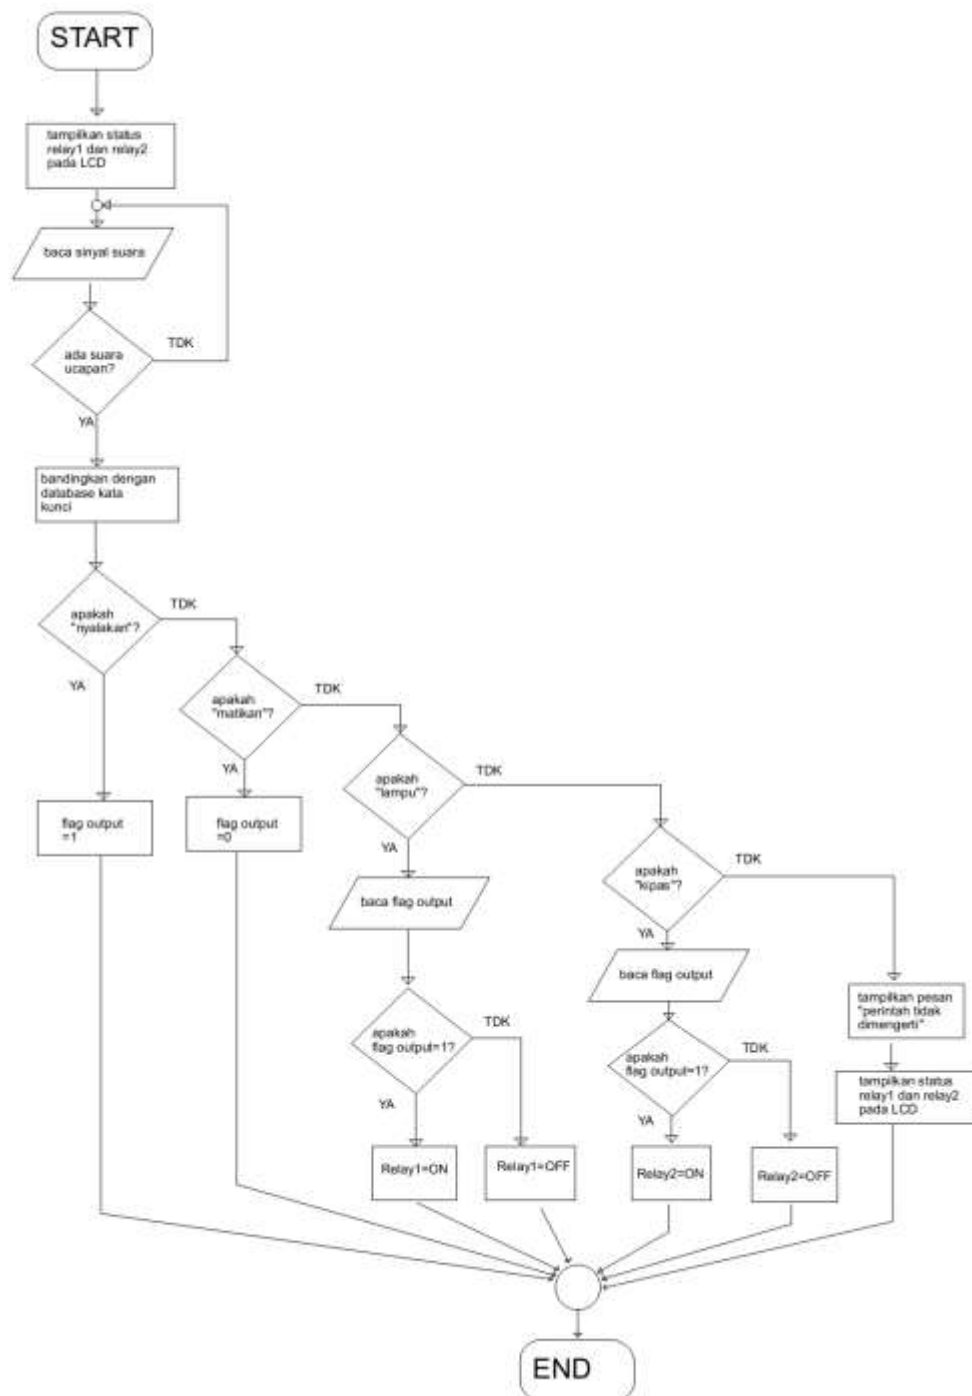 START
tampilkan status
relay1 dan relay2
pada LCD
baca sinyal suara
ada suara
ucapan?
TDK
YA
bandingkan dengan
database kata
kunci
apakah
"nyalakan"?
TDK
YA
apakah
"matikan"?
TDK
YA
apakah
"lampu"?
TDK
YA
flag output
=1
flag output
=0
apakah
"kipas"?
TDK
YA
baca flag output
baca flag output
tampilkan pesan
"perintah tidak
dimengerti"
apakah
flag output=1?
TDK
YA
apakah
flag output=1?
TDK
YA
tampilkan status
relay1 dan relay2
pada LCD
Relay1=ON
Relay1=OFF
Relay2=ON
Relay2=OFF
END